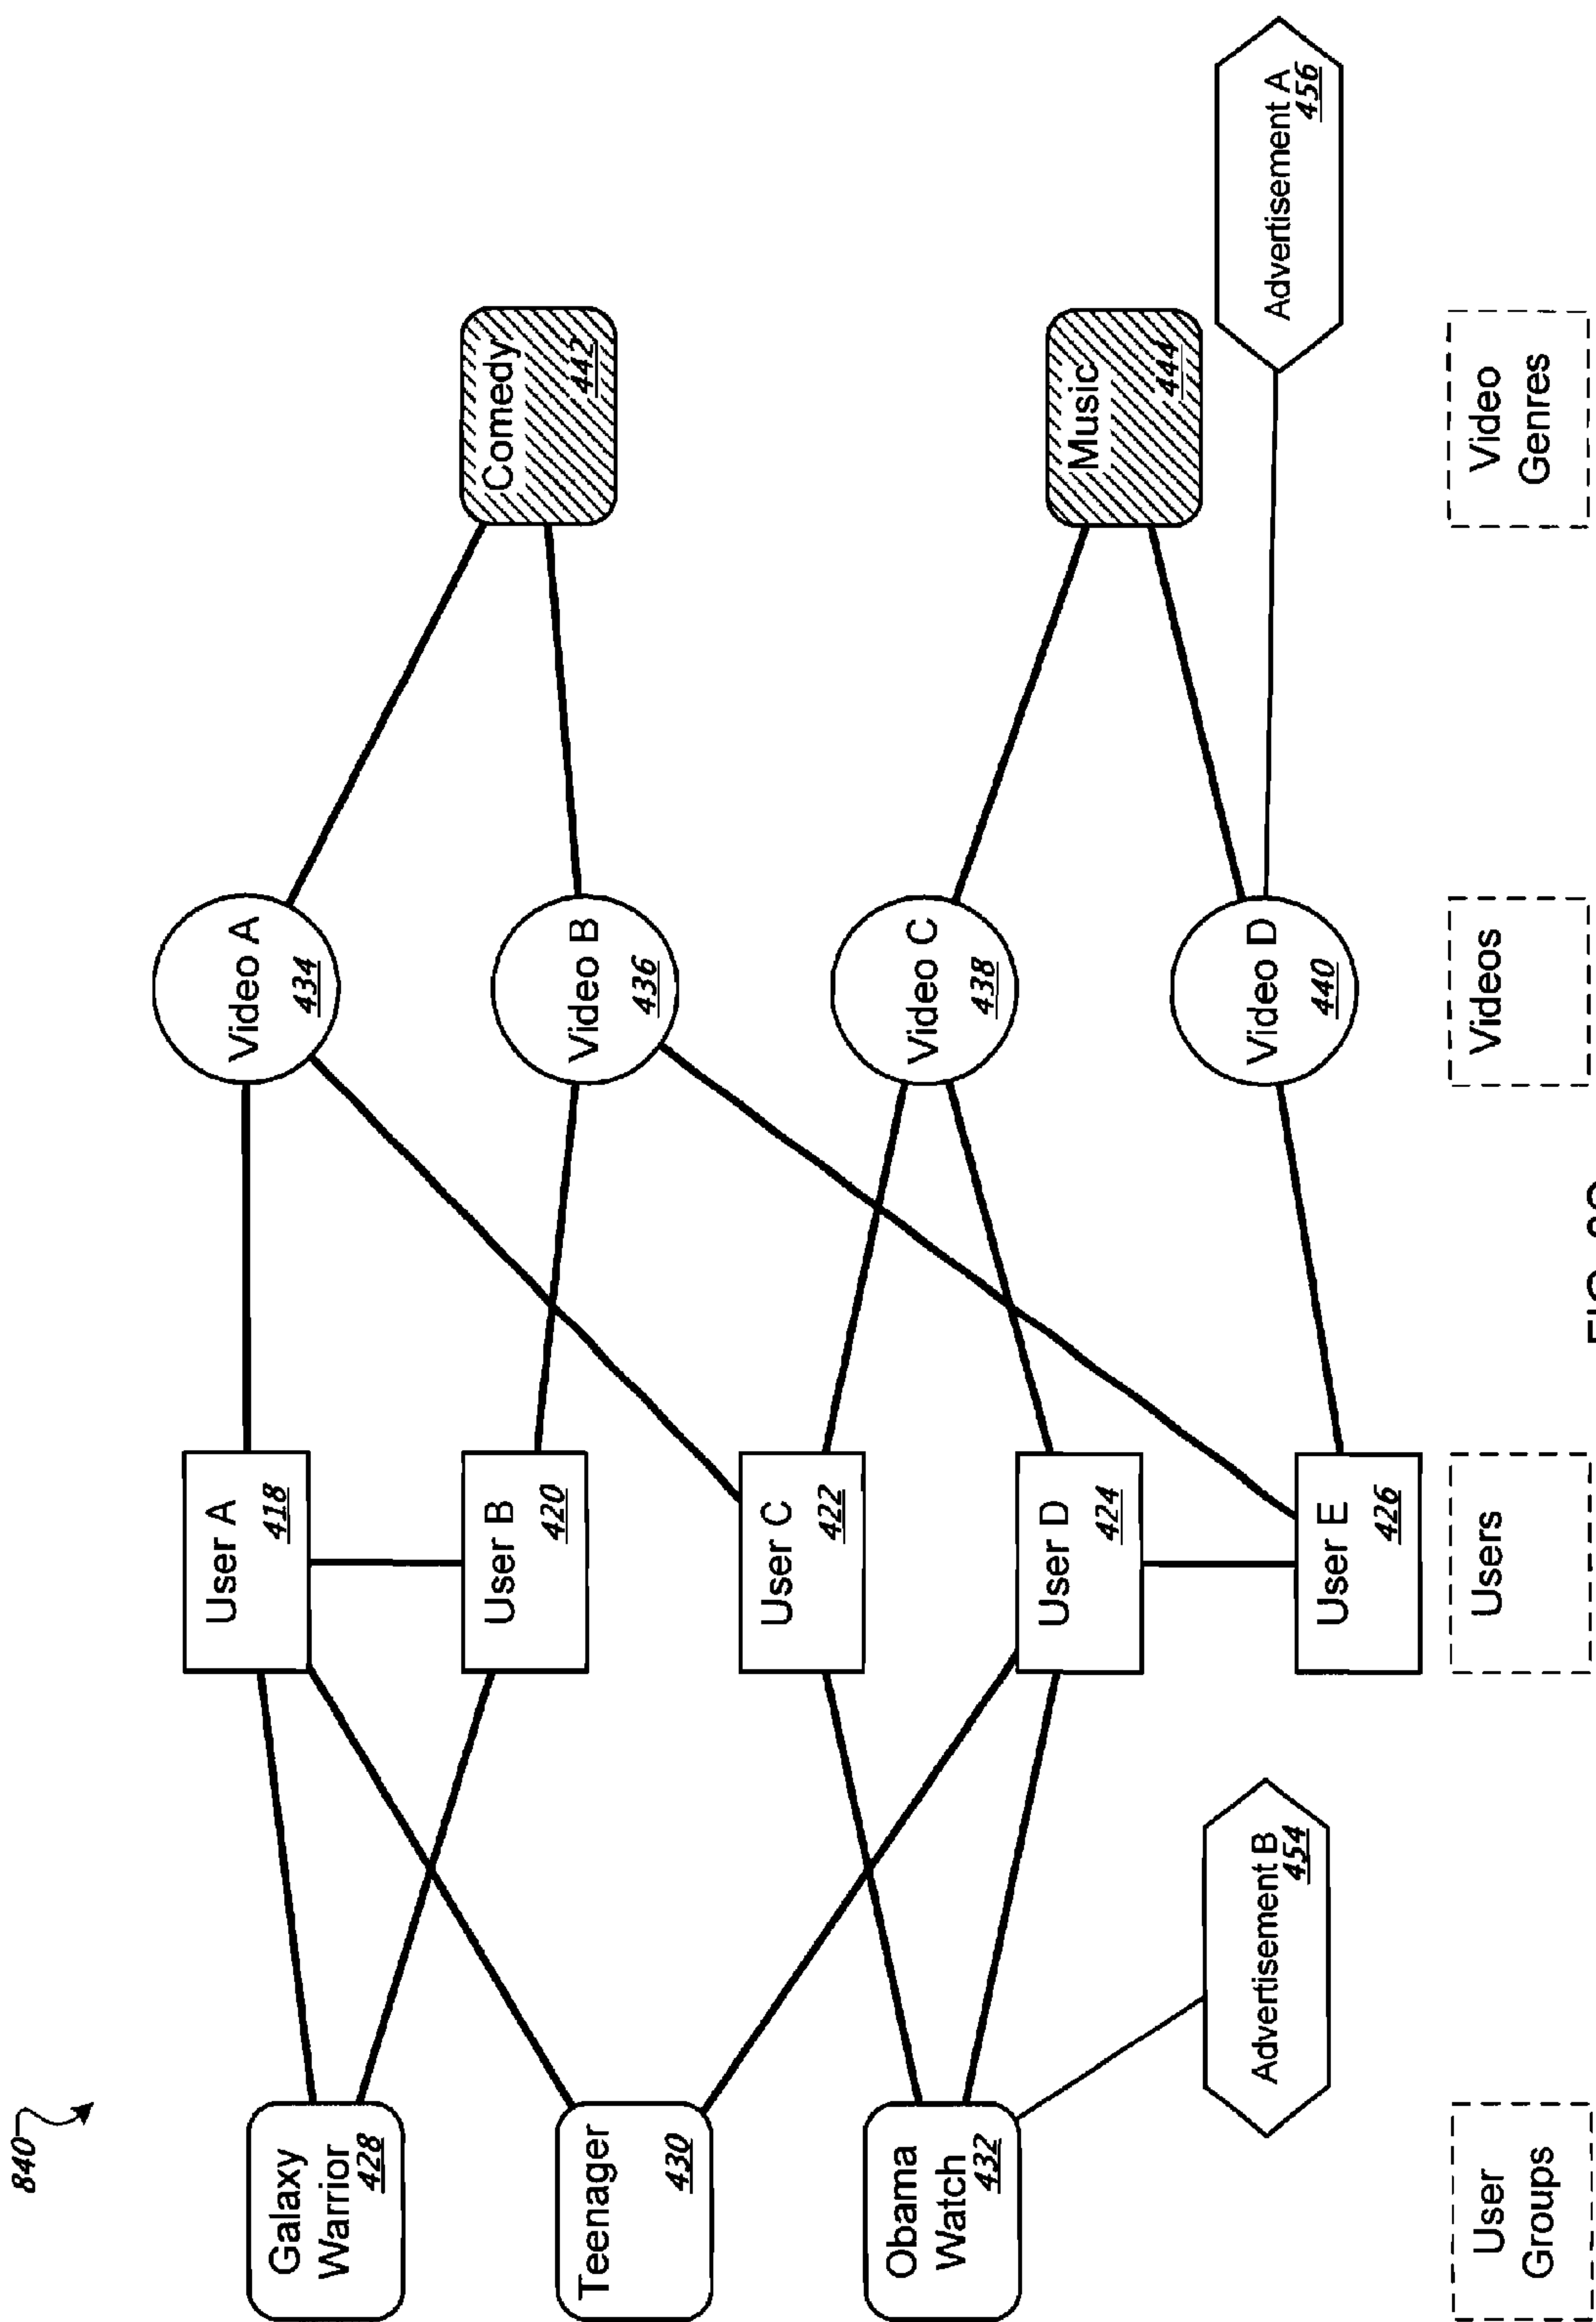 840
Galaxy
Warrior
428
Teenager
430
Obama
Watch
432
User A
418
User B
420
User C
422
User D
424
User E
426
Video A
434
Video B
436
Video C
438
Video D
440
Comedy
442
Music
444
Advertisement B
454
Advertisement A
456
User
Groups
Users
Videos
Video
Genres
FIG.